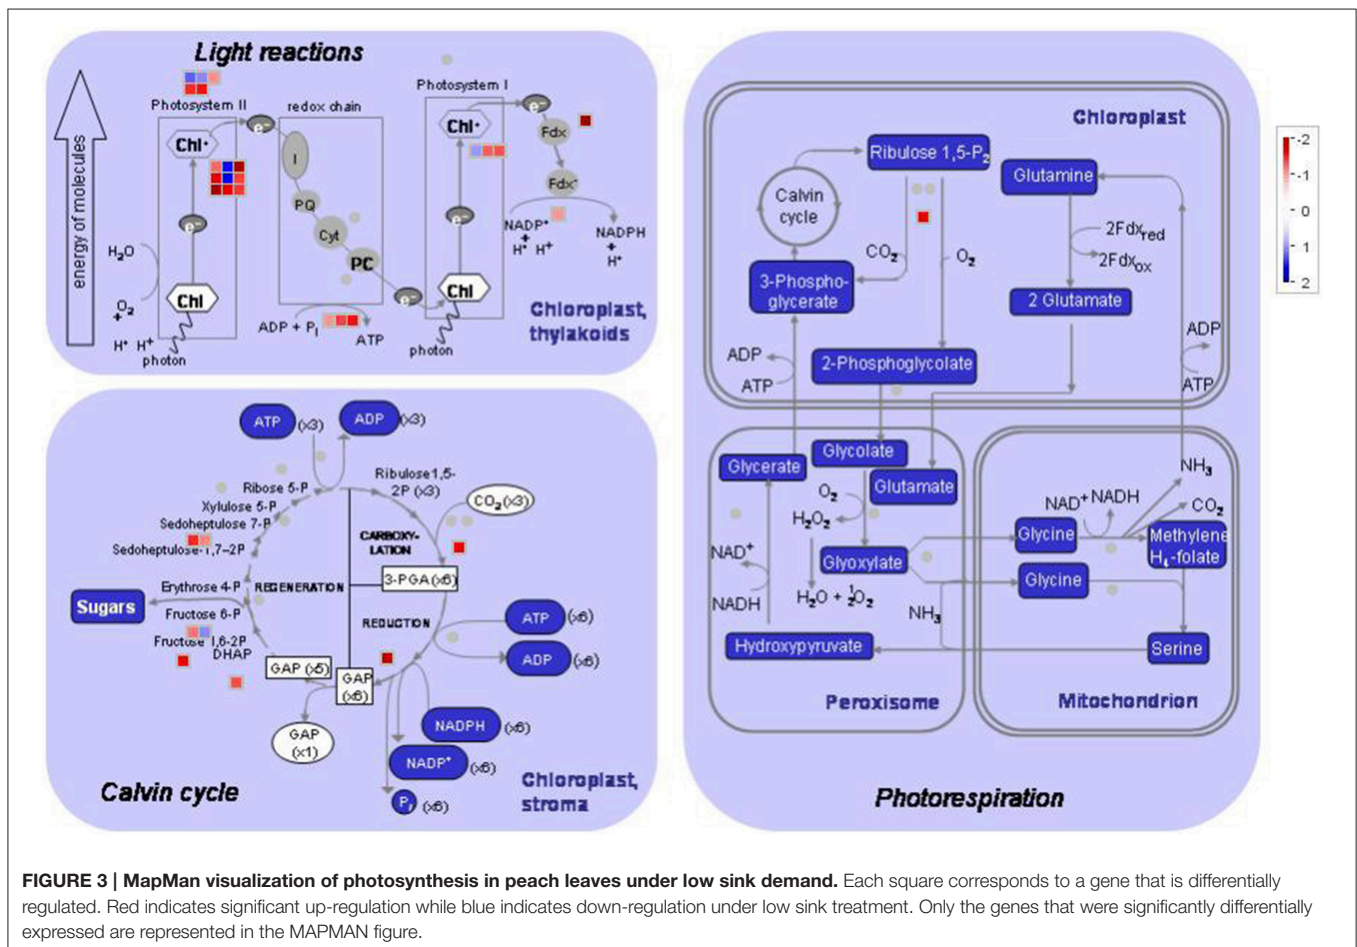 Light reactions
Photosystem II
redox chain
Photosystem I
energy of molecules
Chl•
e⁻
I
PQ
Cyt
PC
e⁻
H₂O
O₂
+
H⁺ H⁺
Chl
photon
e⁻
ADP + Pᵢ
ATP
e⁻
Chl•
e⁻
Chl
photon
e⁻
Fdx
Fdx⁻
NADP⁺
+
H⁺ H⁺
NADPH
+
H⁺
Chloroplast,
thylakoids
ATP (x3)
ADP (x3)
Ribose 5-P
Xylulose 5-P
Sedoheptulose 7-P
Sedoheptulose-1,7-2P
Erythrose 4-P
Fructose 6-P
Fructose 1,6-2P
DHAP
Sugars
Ribulose1,5-
2P (x3)
CO₂(x3)
CARBOXY-
LATION
REGENERATION
3-PGA(x6)
REDUCTION
ATP (x6)
ADP (x6)
GAP (x5)
GAP
(x6)
GAP
(x1)
NADPH (x6)
NADP⁺ (x6)
Pᵢ (x6)
Calvin cycle
Chloroplast,
stroma
Chloroplast
Ribulose 1,5-P₂
Calvin
cycle
Glutamine
CO₂
O₂
2Fdx red
2Fdx ox
3-Phospho-
glycerate
2 Glutamate
ADP
ATP
2-Phosphoglycolate
ADP
ATP
Glycerate
Glycolate
Glutamate
O₂
H₂O₂
Glyoxylate
H₂O + ½O₂
NAD⁺
NADH
NH₃
Hydroxypyruvate
Peroxisome
NH₃
NAD⁺ NADH
CO₂
Glycine
Methylene
H₄-folate
Glycine
Serine
Mitochondrion
Photorespiration
-2
-1
0
1
2
FIGURE 3 | MapMan visualization of photosynthesis in peach leaves under low sink demand. Each square corresponds to a gene that is differentially
regulated. Red indicates significant up-regulation while blue indicates down-regulation under low sink treatment. Only the genes that were significantly differentially
expressed are represented in the MAPMAN figure.